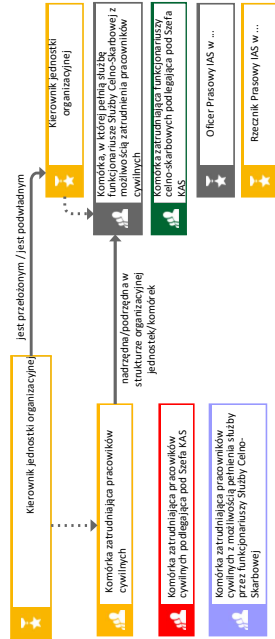 Kierownik jednostki organizacyjnej
jest przełożonym / jest podwładnym
Kierownik jednostki
organizacyjnej
Komórka zatrudniająca pracowików
cywilnych
nadrzędna/podrzędna w
strukturze organizacyjnej
jednostek/komórek
Komórka, w której pełnią służbę
funkcjonariusze Służby Celno-Skarbowej z
możliwością zatrudnienia pracowników
cywilnych
Komórka zatrudniająca pracowników
cywilnych podlegająca pod Szefa KAS
Komórka zatrudniająca funkcjonariuszy
celno-skarbowych podlegająca pod Szefa
KAS
Komórka zatrudniająca pracowników
cywilnych z możliwością pełnienia służby
przez funkcjonariuszy Służby Celno-
Skarbowej
Oficer Prasowy IAS w ...
Rzecznik Prasowy IAS w ...